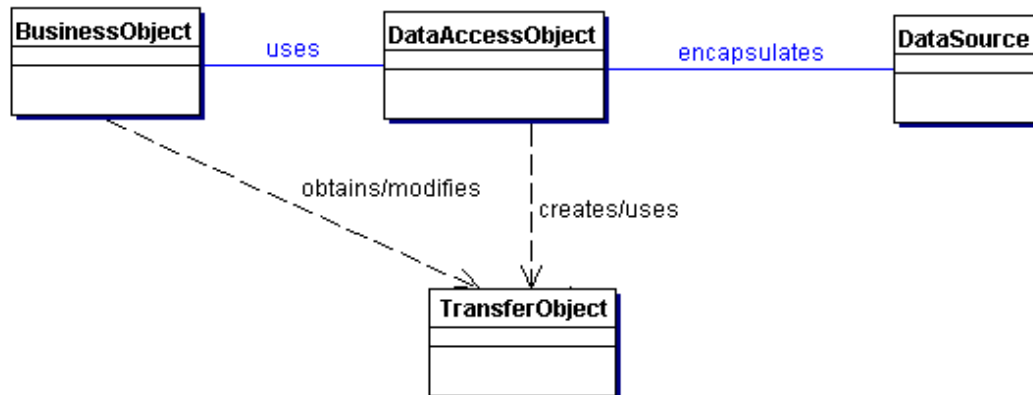 BusinessObject
uses
DataAccessObject
encapsulates
DataSource
obtains/modifies
creates/uses
TransferObject